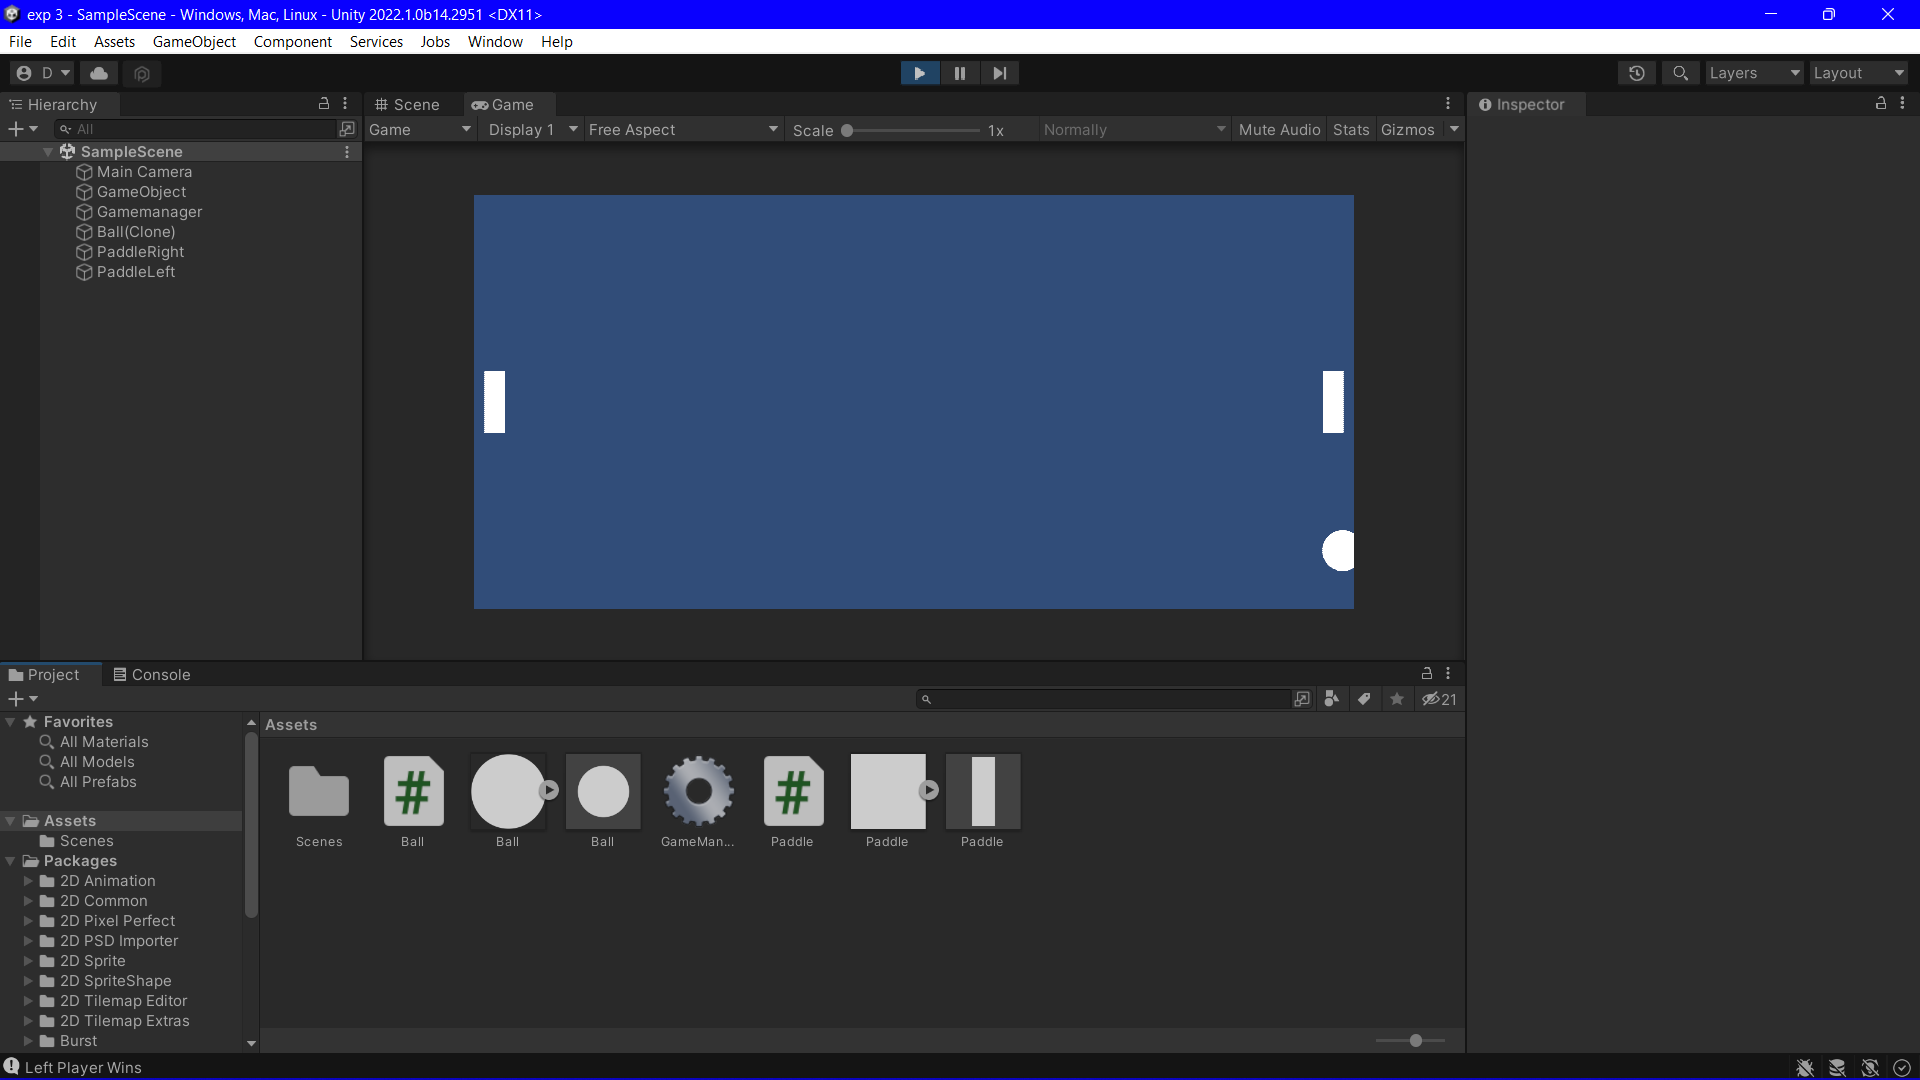 exp 3 - SampleScene - Windows, Mac, Linux - Unity 2022.1.0b14.2951 <DX11>
File Edit Assets GameObject Component Services Jobs Window Help
D Layers Layout
Hierarchy
All
SampleScene
Main Camera
GameObject
Gamemanager
Ball(Clone)
PaddleRight
PaddleLeft
Scene Game
Game Display 1 Free Aspect Scale 1x Normally Mute Audio Stats Gizmos
Inspector
Project Console
21
Favorites
All Materials
All Models
All Prefabs
Assets
Scenes
Packages
2D Animation
2D Common
2D Pixel Perfect
2D PSD Importer
2D Sprite
2D SpriteShape
2D Tilemap Editor
2D Tilemap Extras
Burst
Assets
# #
Scenes Ball Ball Ball GameMan... Paddle Paddle Paddle
Left Player Wins